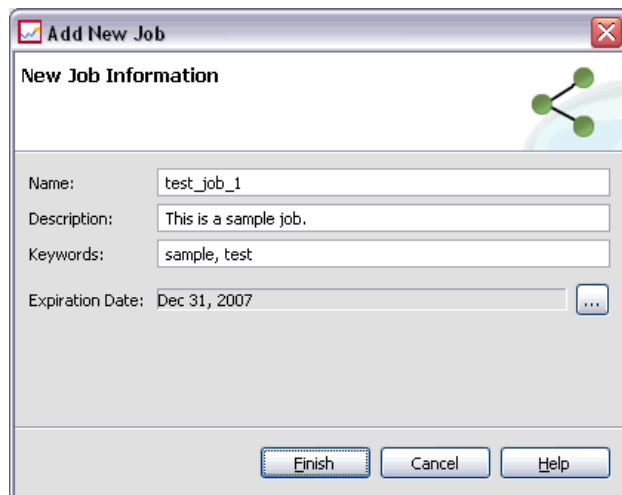 Add New Job
New Job Information
Name: test_job_1
Description: This is a sample job.
Keywords: sample, test
Expiration Date: Dec 31, 2007 ...
Finish Cancel Help